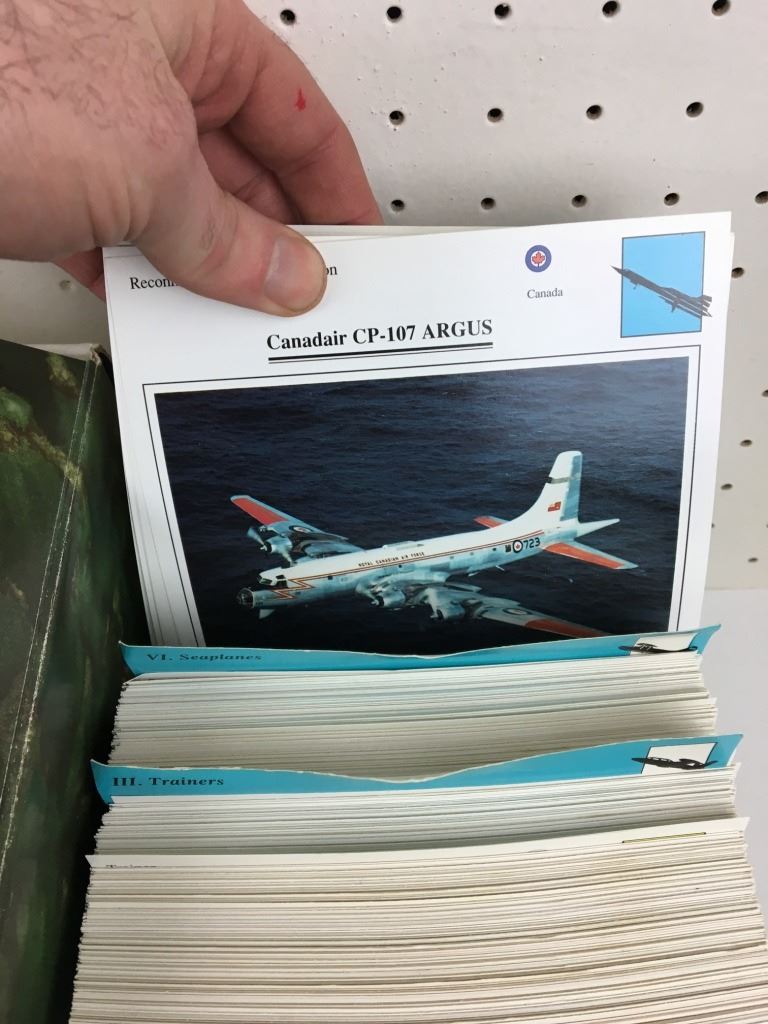 Canada
Canadair CP-107 ARGUS
ROYAL CANADIAN AIR FORCE
723
VI. Seaplanes
III. Trainers